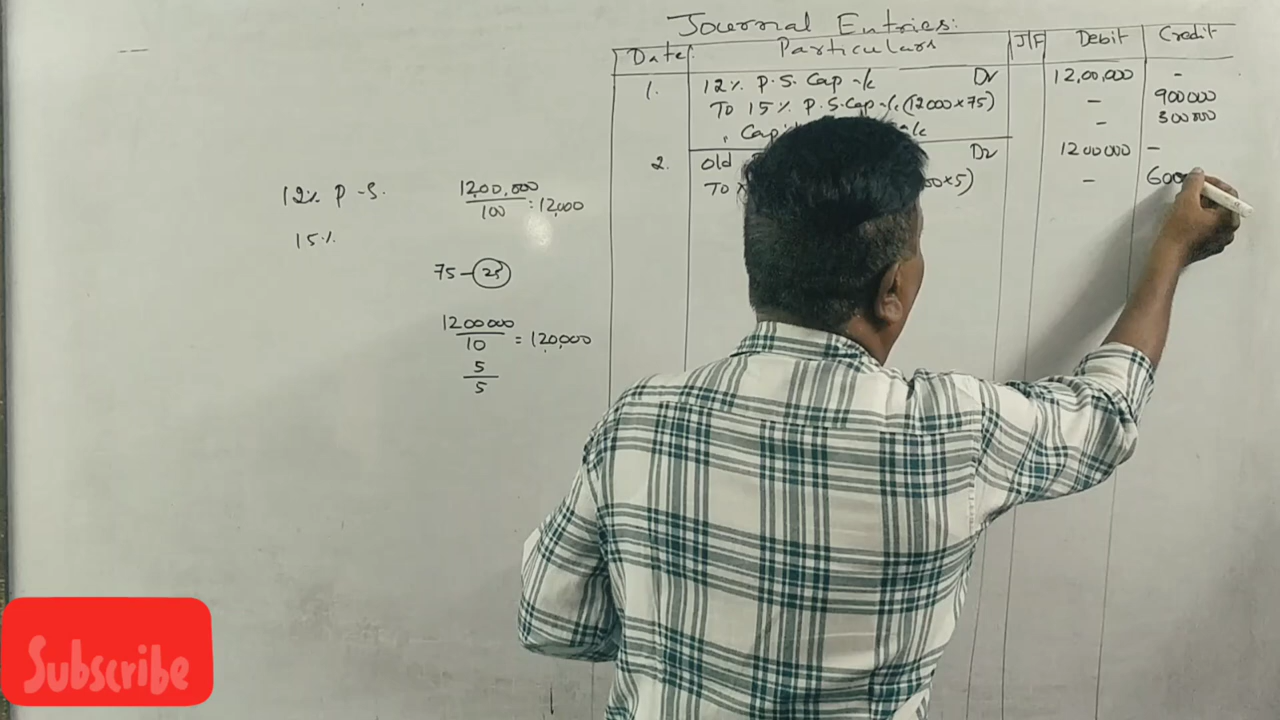 Journal Entries:
Date Particulars J/F Debit Credit
1. 12% P.S. Cap A/c Dr 12,00,000 -
To 15% P.S. Cap A/c (12000×75) - 900000
" - 300000
2. Old Dr 1200000 -
To ×5) -
12% P.S. 1200,000 / 100 = 12,000
15%
75-25
1200000 / 10 = 120,000
5
5
Subscribe